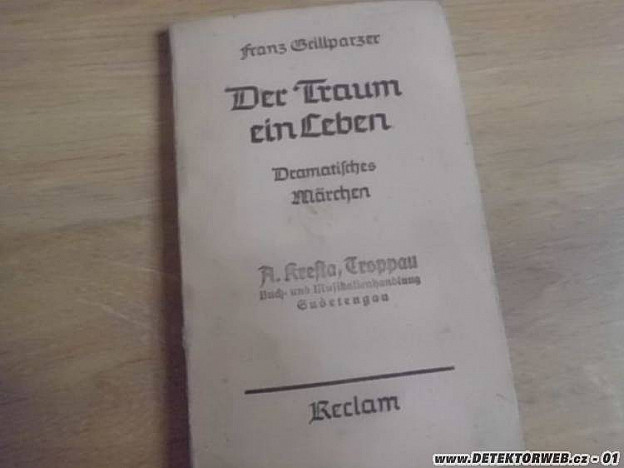 Franz Grillparzer
Der Traum
ein Leben
Dramatisches
Märchen
A. Kresta, Troppau
Buch- und Musikalienhandlung
Sudetengau
Reclam
www.DETEKTORWEB.cz - 01